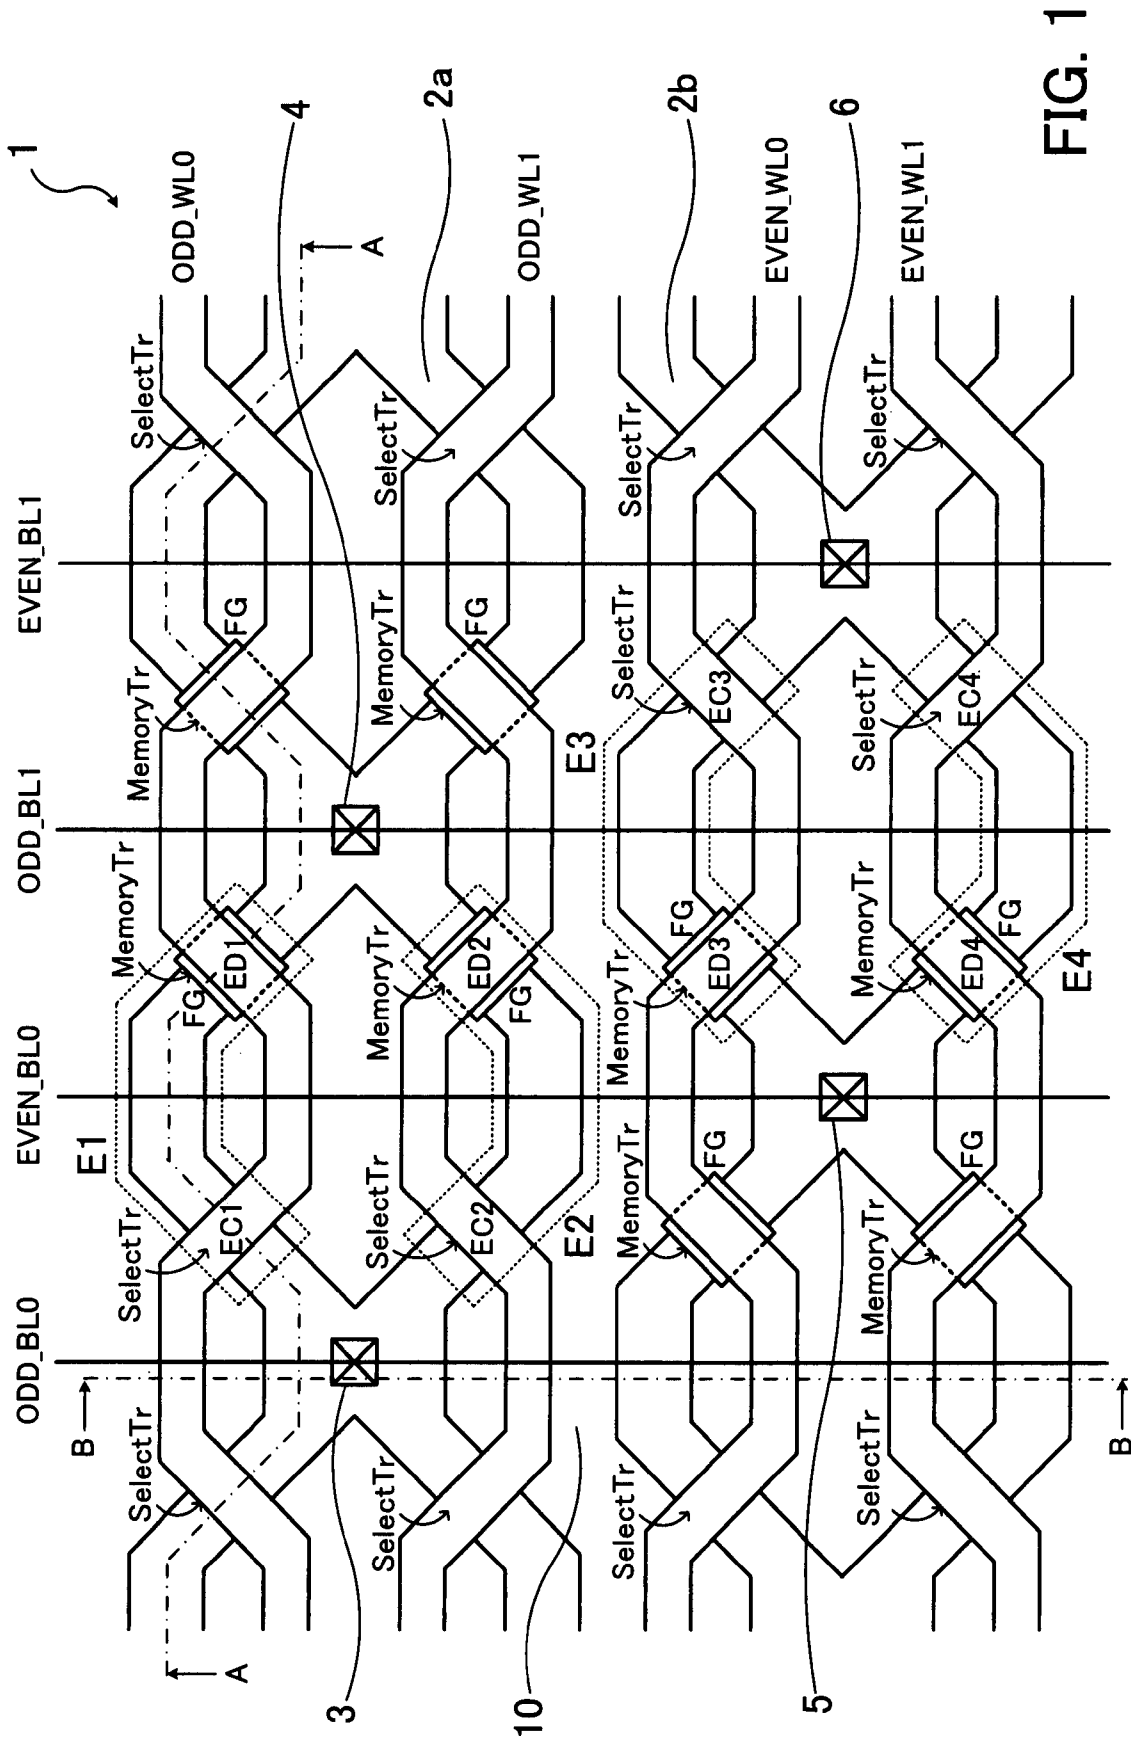 FIG. 1
1
ODD_BL0
EVEN_BL0
ODD_BL1
EVEN_BL1
B
B
A
A
ODD_WL0
4
2a
ODD_WL1
2b
EVEN_WL0
6
EVEN_WL1
3
10
5
E1
SelectTr
SelectTr
EC1
MemoryTr
FG
ED1
MemoryTr
FG
SelectTr
SelectTr
SelectTr
EC2
E2
MemoryTr
ED2
FG
MemoryTr
FG
SelectTr
E3
SelectTr
MemoryTr
FG
MemoryTr
FG
ED3
SelectTr
EC3
SelectTr
SelectTr
MemoryTr
FG
MemoryTr
ED4
FG
E4
SelectTr
EC4
SelectTr